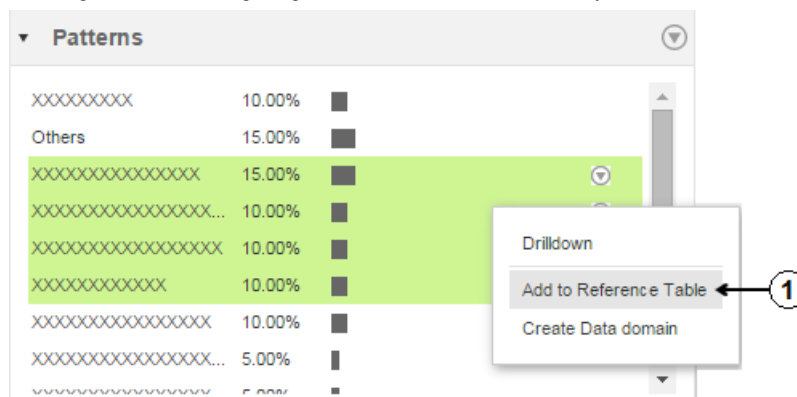 Patterns
XXXXXXXXX 10.00%
Others 15.00%
XXXXXXXXXXXXXXX 15.00%
XXXXXXXXXXXXXXXX... 10.00%
XXXXXXXXXXXXXXXXX 10.00%
XXXXXXXXXXXX 10.00%
XXXXXXXXXXXXXXXX 10.00%
XXXXXXXXXXXXXXXX... 5.00%
Drilldown
Add to Reference Table 1
Create Data domain